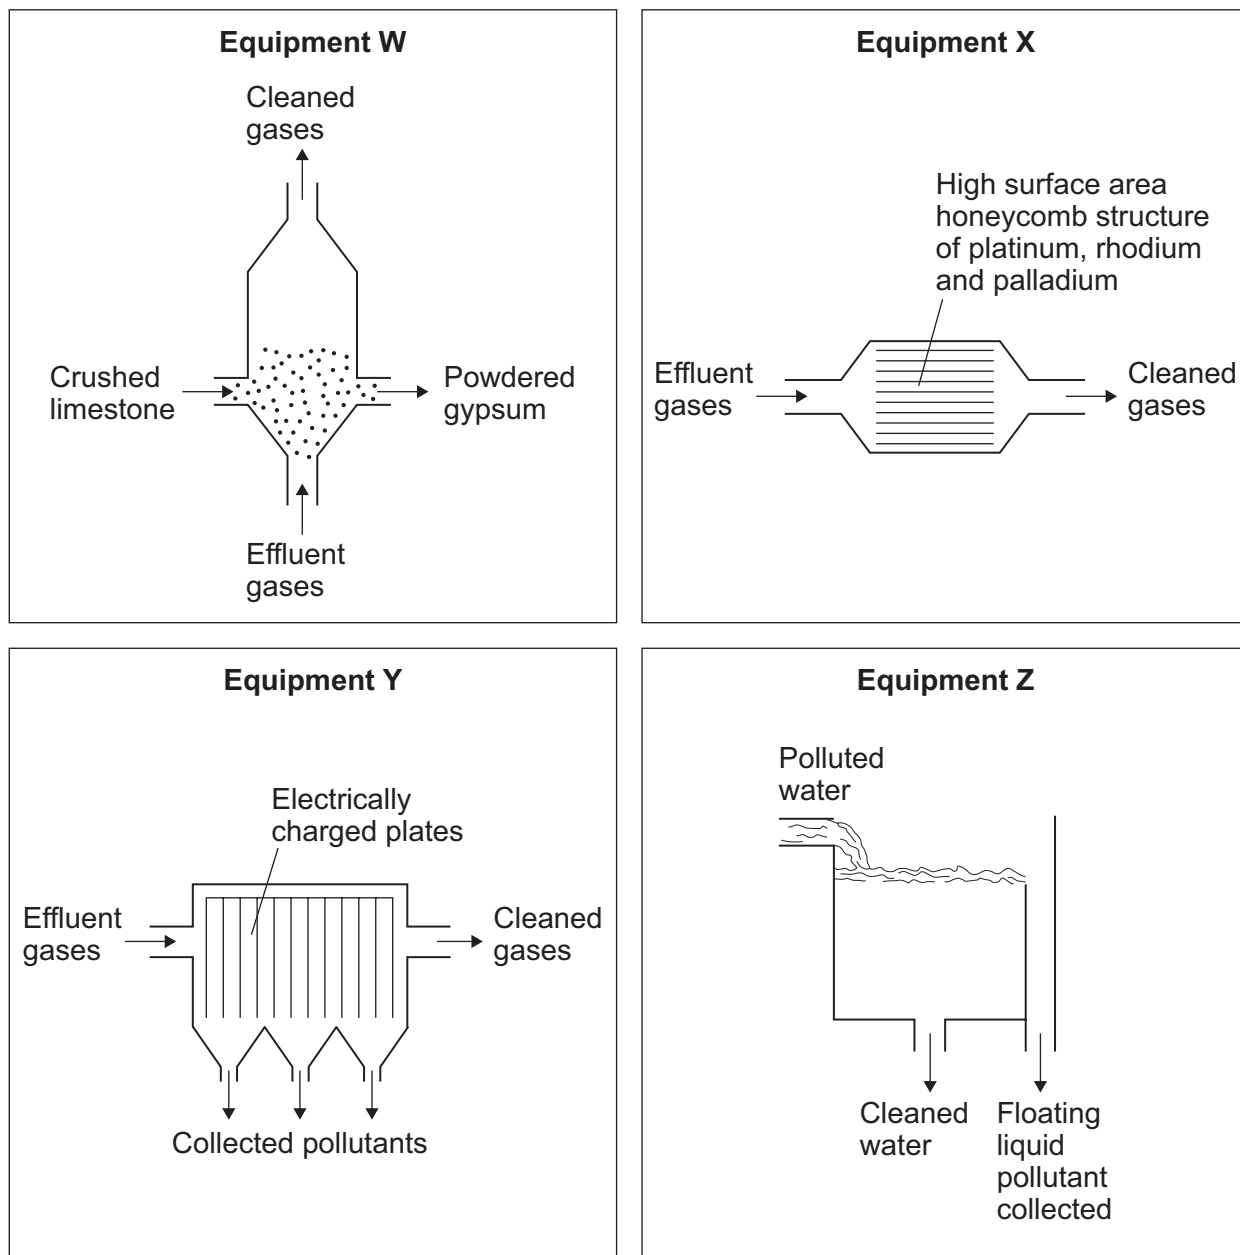 Equipment W
Cleaned
gases
Crushed
limestone
Powdered
gypsum
Effluent
gases
Equipment X
High surface area
honeycomb structure
of platinum, rhodium
and palladium
Effluent
gases
Cleaned
gases
Equipment Y
Electrically
charged plates
Effluent
gases
Cleaned
gases
Collected pollutants
Equipment Z
Polluted
water
Cleaned
water
Floating
liquid
pollutant
collected